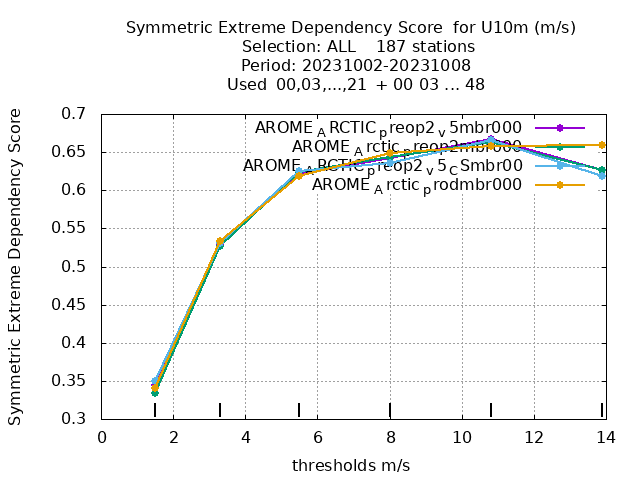 Symmetric Extreme Dependency Score  for U10m (m/s)
Selection: ALL    187 stations
Period: 20231002-20231008
Used  00,03,...,21  + 00 03 ... 48
Symmetric Extreme Dependency Score
0.7
0.65
0.6
0.55
0.5
0.45
0.4
0.35
0.3
AROME_ARCTIC_preop2_v5mbr000
AROME_Arctic_preop2mbr000
AROME_ARCTIC_preop2_v5_CSmbr00
AROME_Arctic_prodmbr000
0 2 4 6 8 10 12 14
thresholds m/s